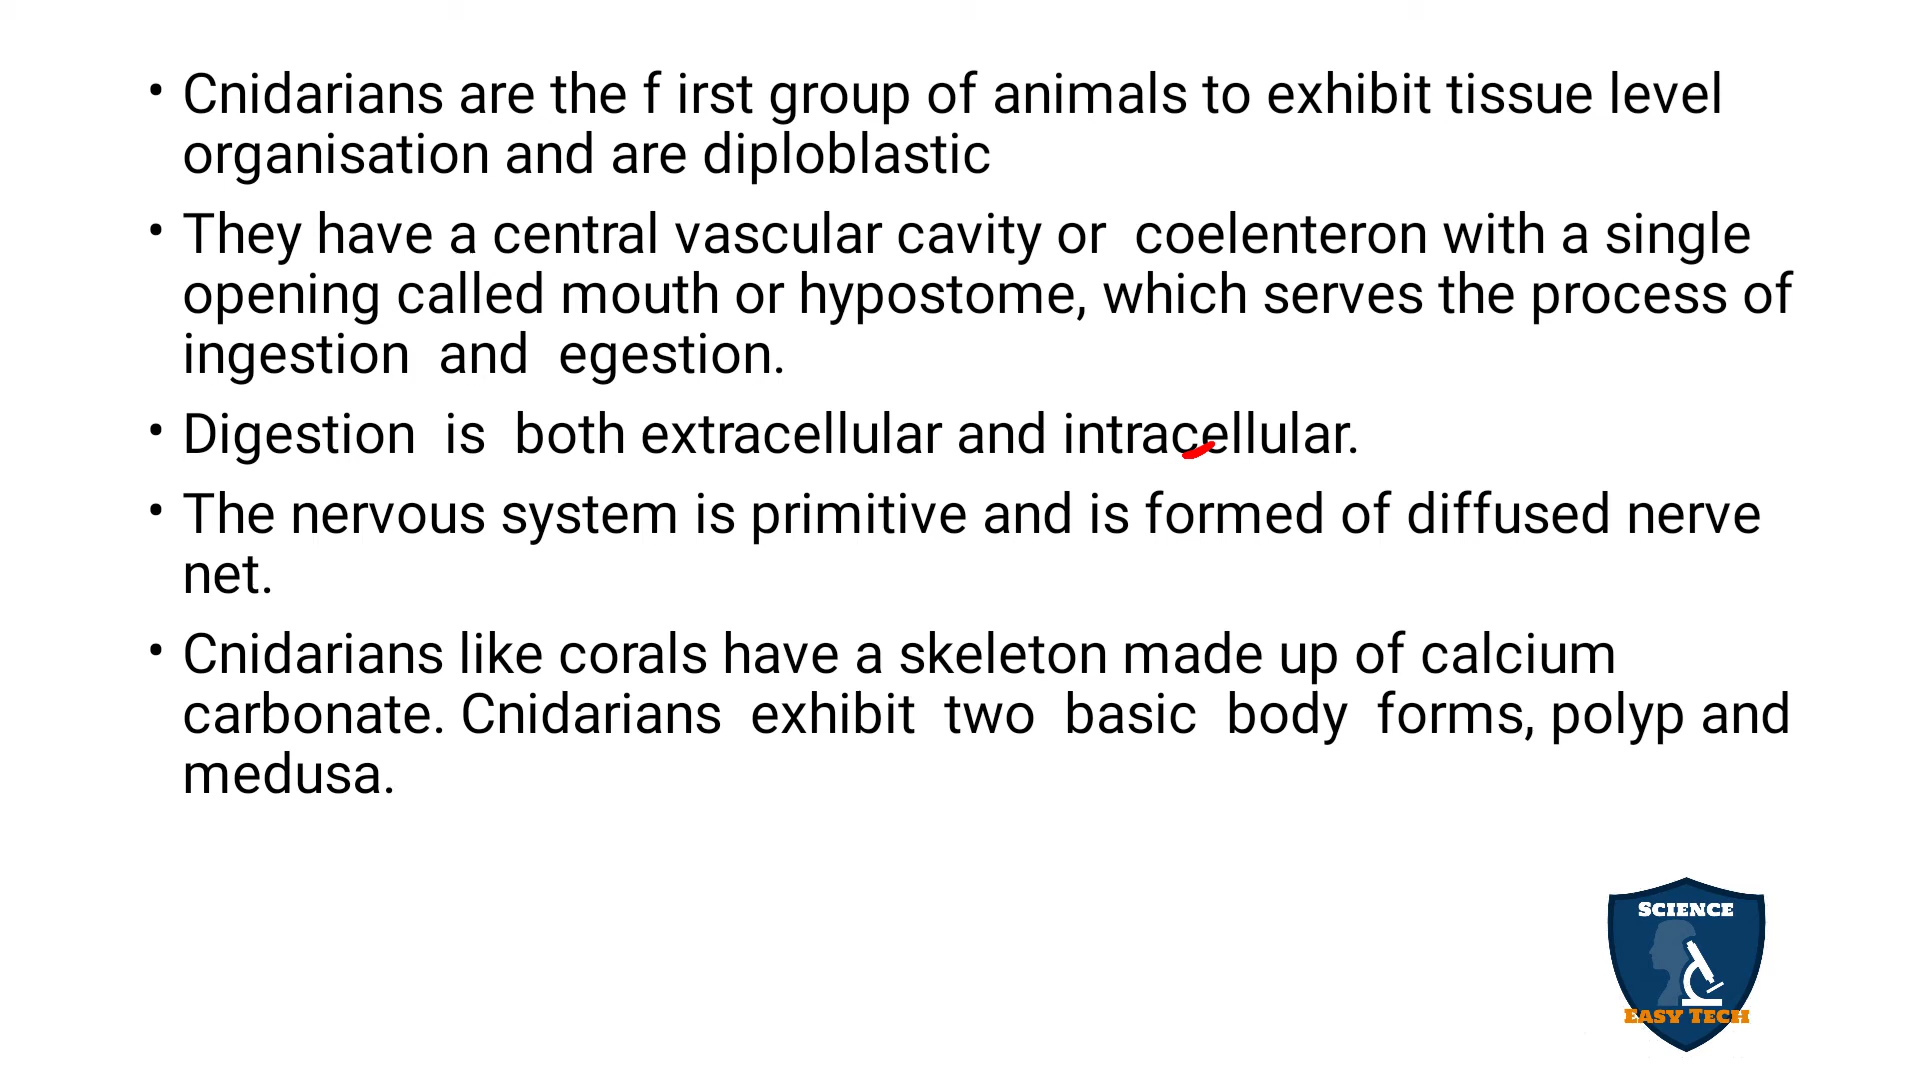 • Cnidarians are the f irst group of animals to exhibit tissue level
organisation and are diploblastic
• They have a central vascular cavity or  coelenteron with a single
opening called mouth or hypostome, which serves the process of
ingestion  and  egestion.
• Digestion  is  both extracellular and intracellular.
• The nervous system is primitive and is formed of diffused nerve
net.
• Cnidarians like corals have a skeleton made up of calcium
carbonate. Cnidarians  exhibit  two  basic  body  forms, polyp and
medusa.
SCIENCE
EASY TECH